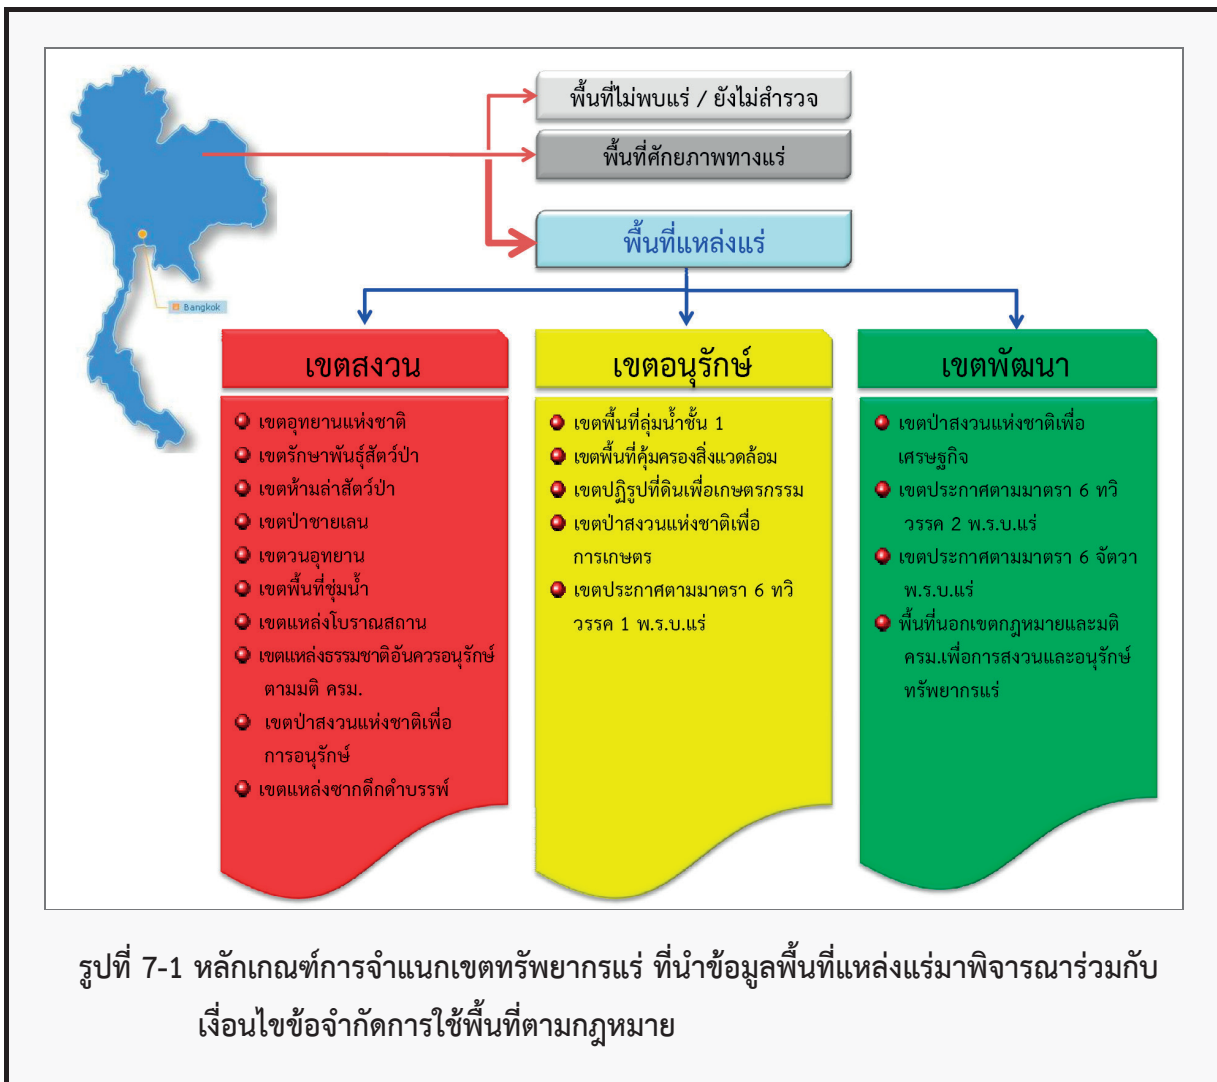 พื้นที่ไม่พบแร่ / ยังไม่สำรวจ
พื้นที่ศักยภาพทางแร่
พื้นที่แหล่งแร่
Bangkok
เขตสงวน
เขตอุทยานแห่งชาติ
เขตรักษาพันธุ์สัตว์ป่า
เขตห้ามล่าสัตว์ป่า
เขตป่าชายเลน
เขตวนอุทยาน
เขตพื้นที่ชุ่มน้ำ
เขตแหล่งโบราณสถาน
เขตแหล่งธรรมชาติอันควรอนุรักษ์
ตามมติ ครม.
เขตป่าสงวนแห่งชาติเพื่อ
การอนุรักษ์
เขตแหล่งซากดึกดำบรรพ์
เขตอนุรักษ์
เขตพื้นที่ลุ่มน้ำชั้น 1
เขตพื้นที่คุ้มครองสิ่งแวดล้อม
เขตปฏิรูปที่ดินเพื่อเกษตรกรรม
เขตป่าสงวนแห่งชาติเพื่อ
การเกษตร
เขตประกาศตามมาตรา 6 ทวิ
วรรค 1 พ.ร.บ.แร่
เขตพัฒนา
เขตป่าสงวนแห่งชาติเพื่อ
เศรษฐกิจ
เขตประกาศตามมาตรา 6 ทวิ
วรรค 2 พ.ร.บ.แร่
เขตประกาศตามมาตรา 6 จัตวา
พ.ร.บ.แร่
พื้นที่นอกเขตกฎหมายและมติ
ครม.เพื่อการสงวนและอนุรักษ์
ทรัพยากรแร่
รูปที่ 7-1 หลักเกณฑ์การจำแนกเขตทรัพยากรแร่ ที่นำข้อมูลพื้นที่แหล่งแร่มาพิจารณาร่วมกับ
เงื่อนไขข้อจำกัดการใช้พื้นที่ตามกฎหมาย